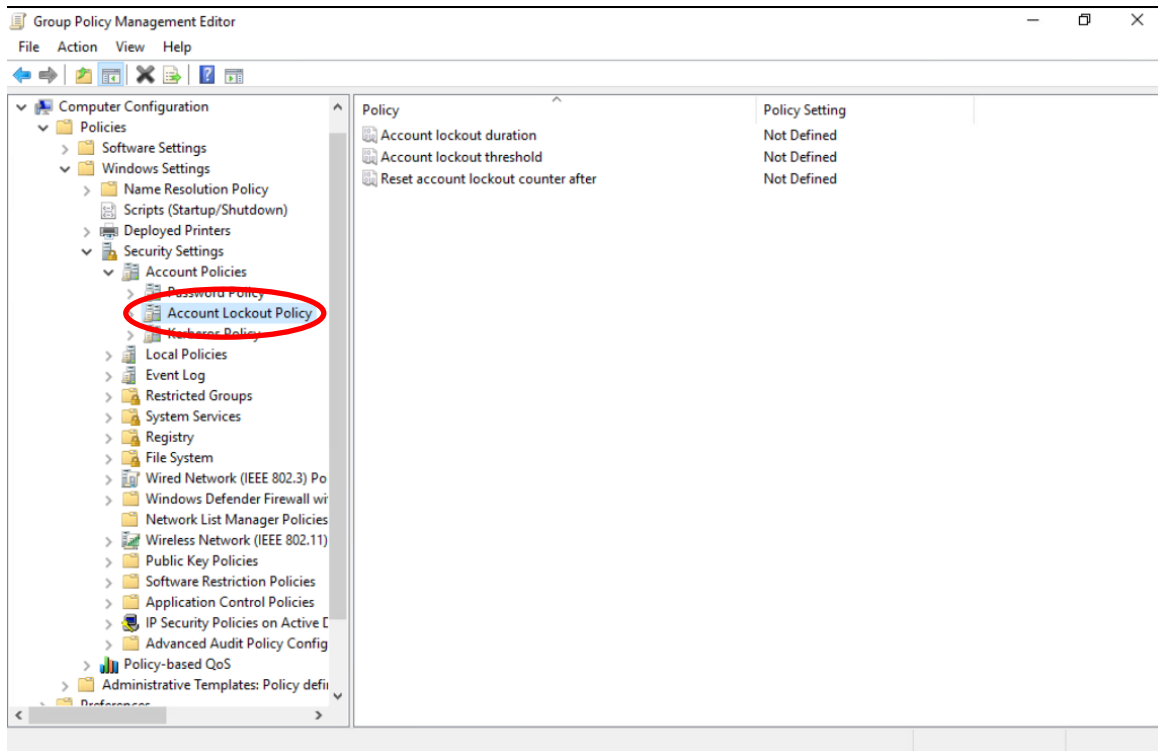 Group Policy Management Editor
File Action View Help
Computer Configuration
Policies
Software Settings
Windows Settings
Name Resolution Policy
Scripts (Startup/Shutdown)
Deployed Printers
Security Settings
Account Policies
Password Policy
Account Lockout Policy
Kerberos Policy
Local Policies
Event Log
Restricted Groups
System Services
Registry
File System
Wired Network (IEEE 802.3) Po
Windows Defender Firewall wi
Network List Manager Policies
Wireless Network (IEEE 802.11)
Public Key Policies
Software Restriction Policies
Application Control Policies
IP Security Policies on Active D
Advanced Audit Policy Config
Policy-based QoS
Administrative Templates: Policy defi
Preferences
Policy Policy Setting
Account lockout duration Not Defined
Account lockout threshold Not Defined
Reset account lockout counter after Not Defined